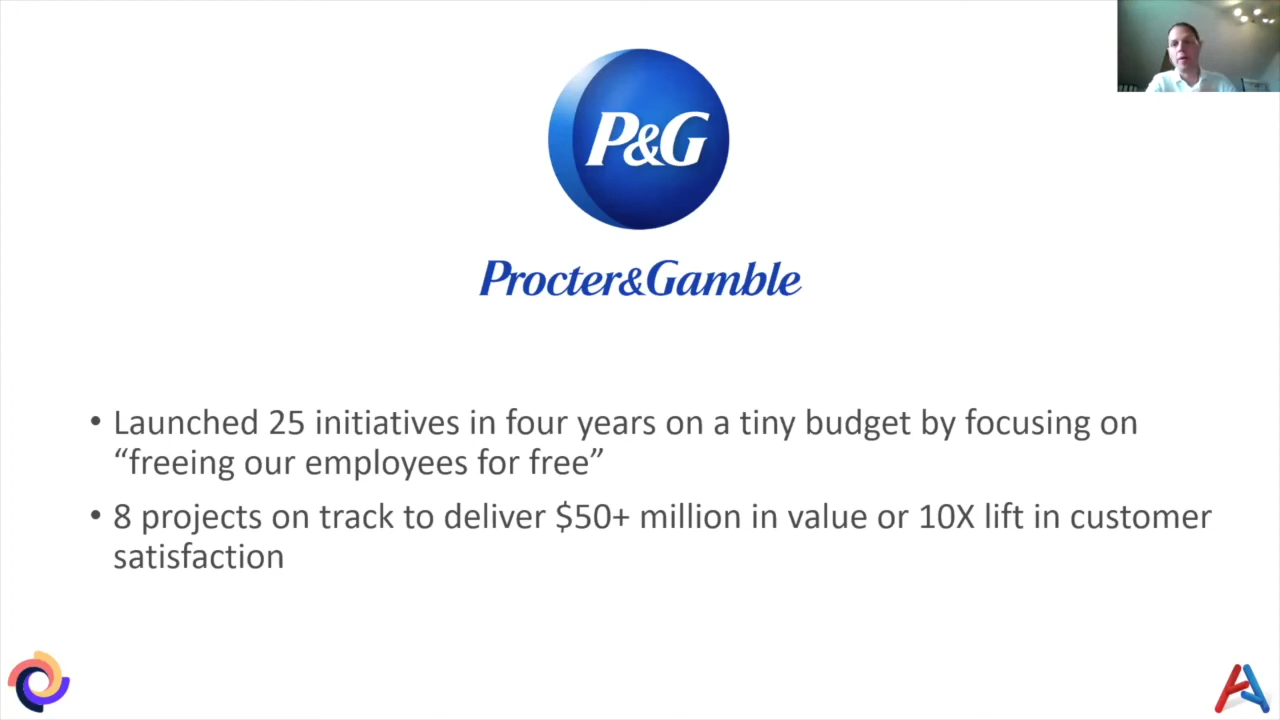 P&G
Procter&Gamble
• Launched 25 initiatives in four years on a tiny budget by focusing on
“freeing our employees for free”
• 8 projects on track to deliver $50+ million in value or 10X lift in customer
satisfaction